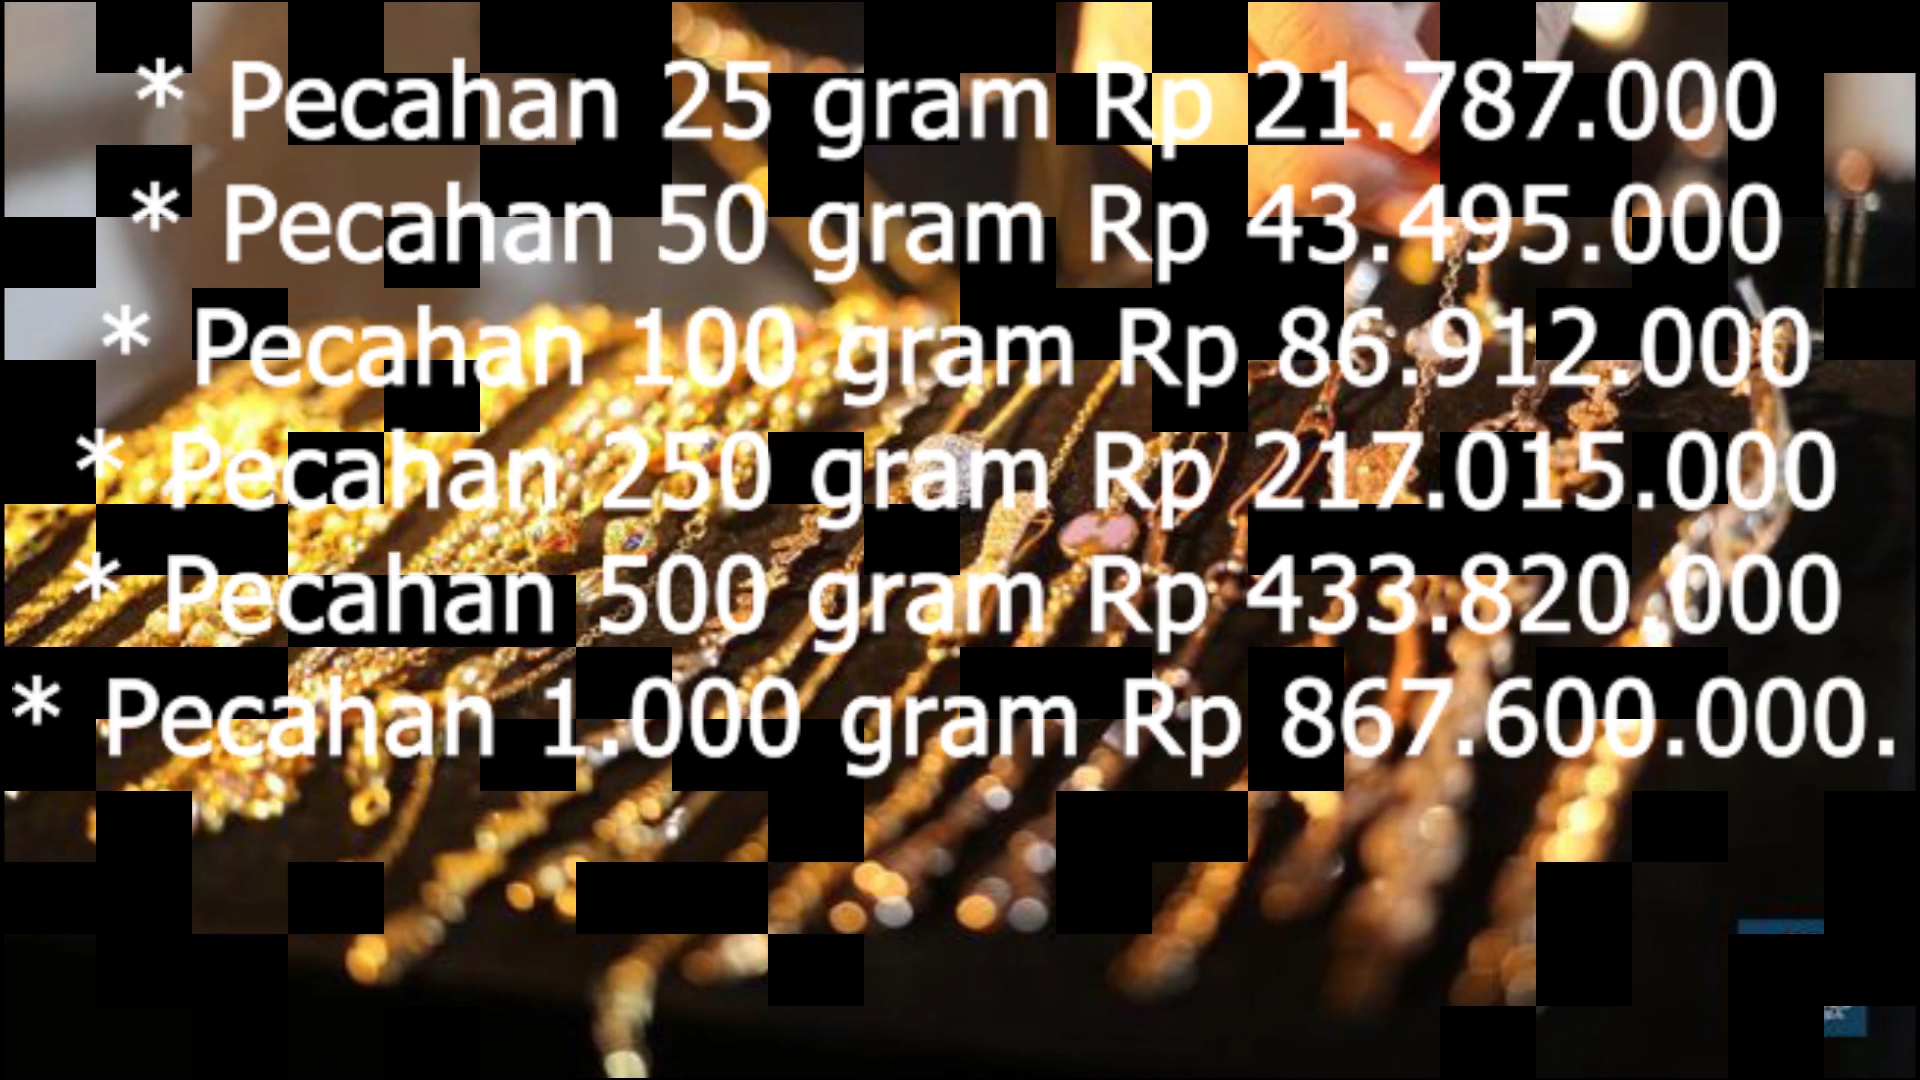 * Pecahan 25 gram Rp 21.787.000
* Pecahan 50 gram Rp 43.495.000
* Pecahan 100 gram Rp 86.912.000
* Pecahan 250 gram Rp 217.015.000
* Pecahan 500 gram Rp 433.820.000
* Pecahan 1.000 gram Rp 867.600.000.